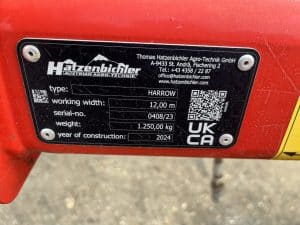 Hatzenbichler
AUSTRIAN AGRO-TECHNIK
Thomas Hatzenbichler Agro-Technik GmbH
A-9433 St. Andrä, Fischering 2
Tel.: +43 4358 / 22 87
office@hatzenbichler.com
www.hatzenbichler.com
type: HARROW
working width: 12,00 m
serial-no. 0408/23
weight: 1.250,00 kg
year of construction: 2024
UK
CA